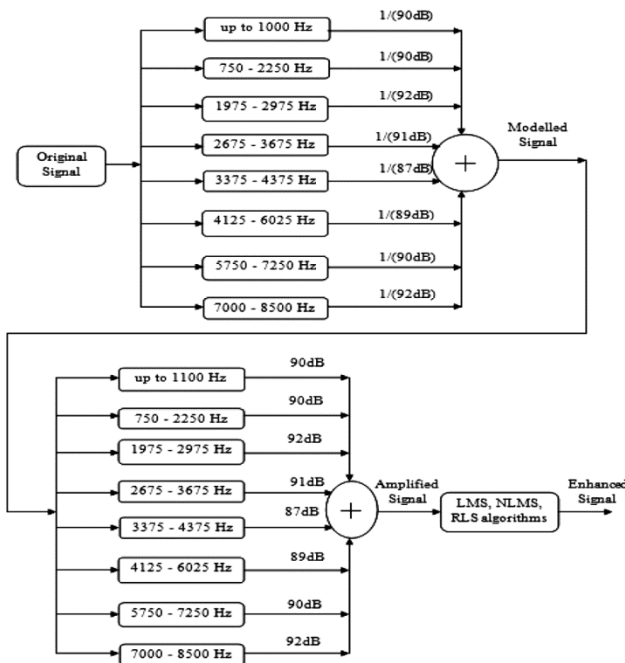 up to 1000 Hz
1/(90dB)
750 - 2250 Hz
1/(90dB)
1975 - 2975 Hz
1/(92dB)
2675 - 3675 Hz
1/(91dB)
3375 - 4375 Hz
1/(87dB)
4125 - 6025 Hz
1/(89dB)
5750 - 7250 Hz
1/(90dB)
7000 - 8500 Hz
1/(92dB)
Original
Signal
+
Modelled
Signal
up to 1100 Hz
90dB
750 - 2250 Hz
90dB
1975 - 2975 Hz
92dB
2675 - 3675 Hz
91dB
3375 - 4375 Hz
87dB
4125 - 6025 Hz
89dB
5750 - 7250 Hz
90dB
7000 - 8500 Hz
92dB
+
Amplified
Signal
LMS, NLMS,
RLS algorithms
Enhanced
Signal